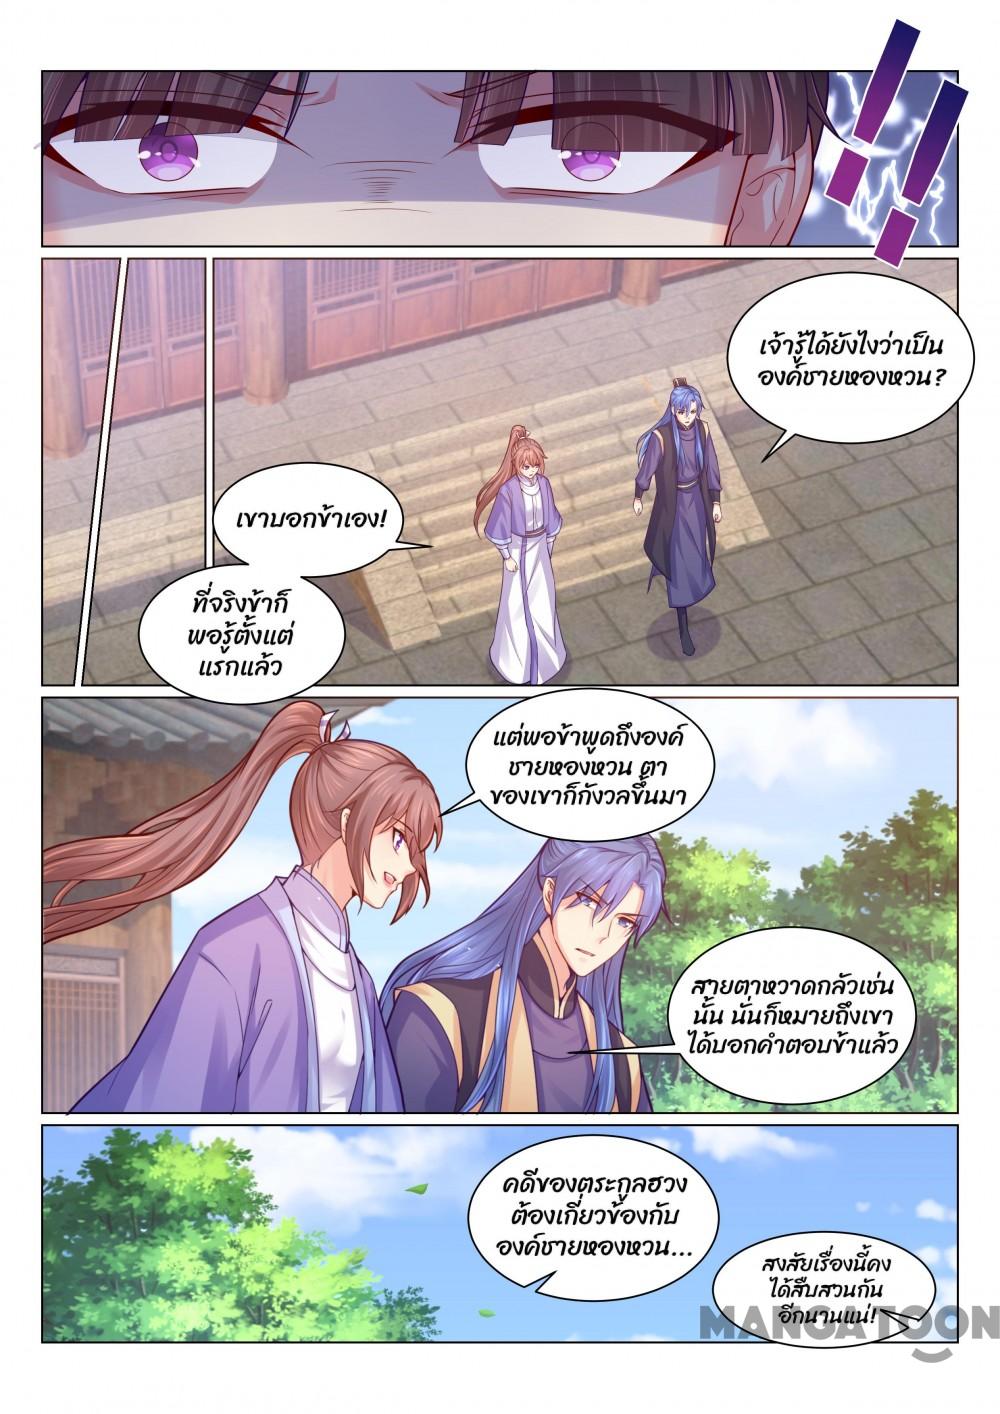 เจ้ารู้ได้ยังไงว่าเป็น
องค์ชายหองหวน?
เขาบอกข้าเอง!
ที่จริงข้าก็
พอรู้ตั้งแต่
แรกแล้ว
แต่พอข้าพูดถึงองค์
ชายหองหวน ตา
ของเขาก็กังวลขึ้นมา
สายตาหวาดกลัวเช่น
นั้น นั่นก็หมายถึงเขา
ได้บอกคำตอบข้าแล้ว
คดีของตระกูลฮวง
ต้องเกี่ยวข้องกับ
องค์ชายหองหวน...
สงสัยเรื่องนี้คง
ได้สืบสวนกัน
อีกนานแน่!
MANGATOON